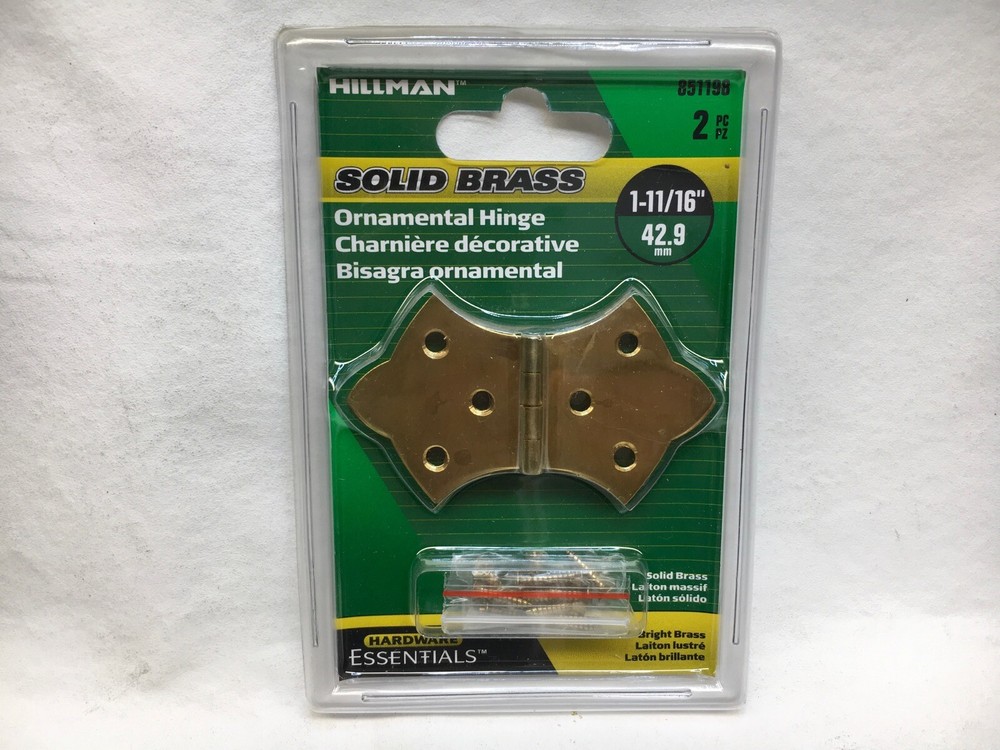 HILLMAN™
851198
2 PC
PZ
SOLID BRASS
1-11/16"
42.9
mm
Ornamental Hinge
Charnière décorative
Bisagra ornamental
Solid Brass
Laiton massif
Latón sólido
Bright Brass
Laiton lustré
Latón brillante
HARDWARE
ESSENTIALS™